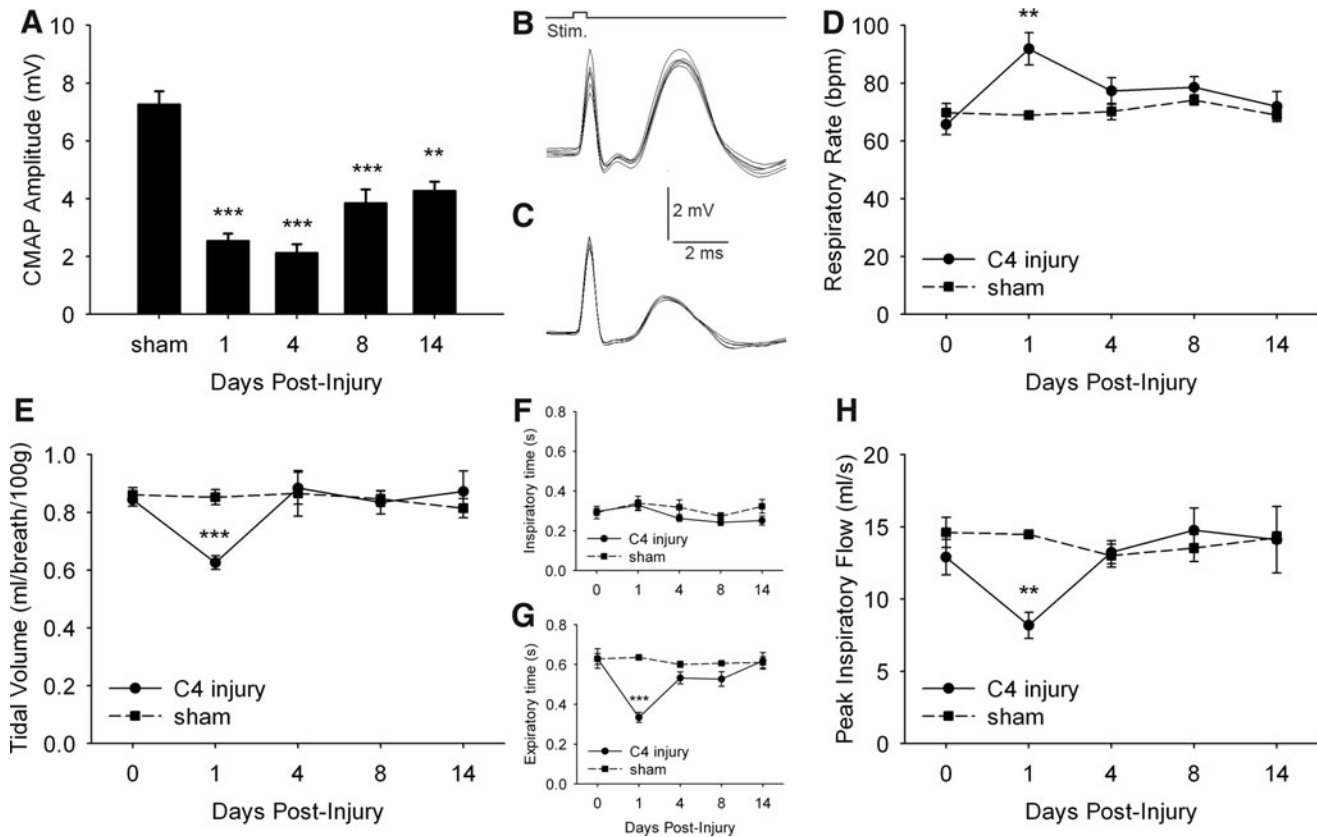 A
CMAP Amplitude (mV)
10
8
6
4
2
0
***
***
***
**
sham 1 4 8 14
Days Post-Injury
B
Stim.
C
2 mV
2 ms
D
Respiratory Rate (bpm)
100
80
60
40
20
0
**
C4 injury
sham
0 1 4 8 14
Days Post-Injury
E
Tidal Volume (ml/breath/100g)
1.0
0.8
0.6
0.4
0.2
0.0
***
C4 injury
sham
0 1 4 8 14
Days Post-Injury
F
Inspiratory time (s)
0.8
0.6
0.4
0.2
0.0
C4 injury
sham
0 1 4 8 14
G
Expiratory time (s)
0.8
0.6
0.4
0.2
0.0
***
C4 injury
sham
0 1 4 8 14
Days Post-Injury
H
Peak Inspiratory Flow (ml/s)
20
15
10
5
0
**
C4 injury
sham
0 1 4 8 14
Days Post-Injury